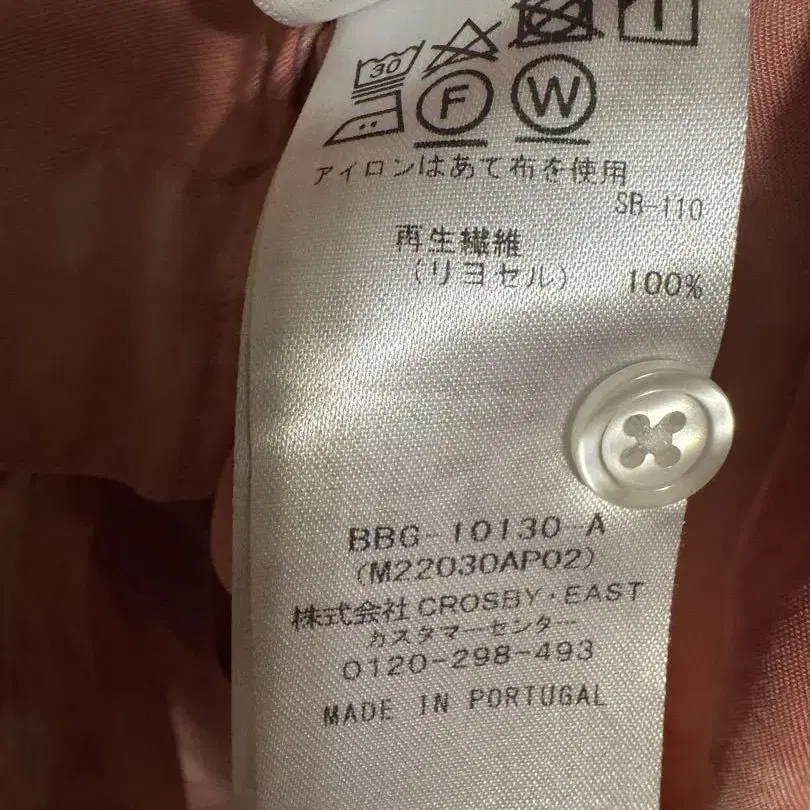 30
F W
アイロンはあて布を使用
SB-110
再生繊維
(リヨセル) 100%
BBG-10130-A
(M22030AP02)
株式会社 CROSBY・EAST
カスタマーセンター
0120-298-493
MADE IN PORTUGAL